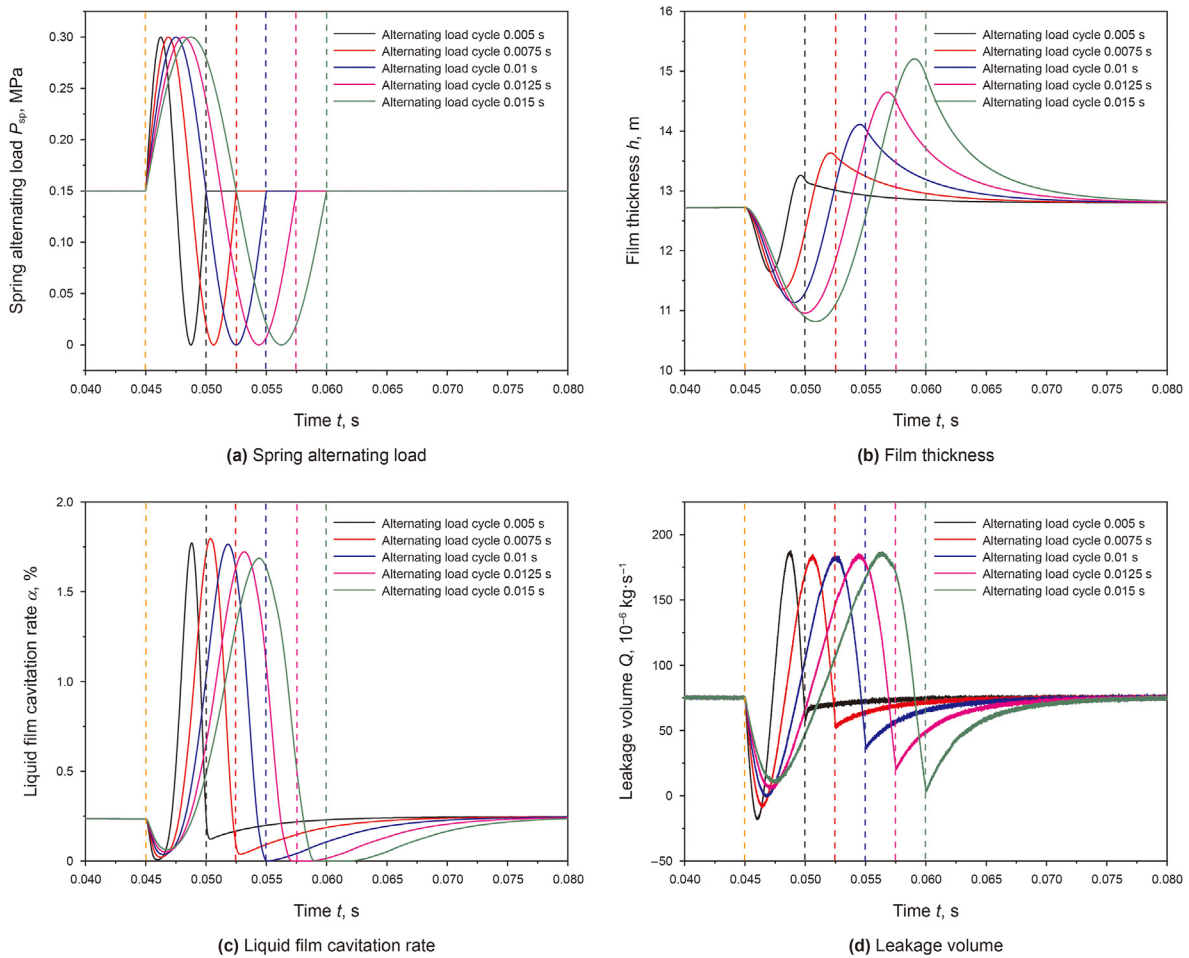 Alternating load cycle 0.005 s
Alternating load cycle 0.0075 s
Alternating load cycle 0.01 s
Alternating load cycle 0.0125 s
Alternating load cycle 0.015 s
0.30
0.25
0.20
0.15
0.10
0.05
0
Spring alternating load Psp, MPa
0.040 0.045 0.050 0.055 0.060 0.065 0.070 0.075 0.080
Time t, s
(a) Spring alternating load
Alternating load cycle 0.005 s
Alternating load cycle 0.0075 s
Alternating load cycle 0.01 s
Alternating load cycle 0.0125 s
Alternating load cycle 0.015 s
16
15
14
13
12
11
10
Film thickness h, m
0.040 0.045 0.050 0.055 0.060 0.065 0.070 0.075 0.080
Time t, s
(b) Film thickness
Alternating load cycle 0.005 s
Alternating load cycle 0.0075 s
Alternating load cycle 0.01 s
Alternating load cycle 0.0125 s
Alternating load cycle 0.015 s
2.0
1.5
1.0
0.5
0
Liquid film cavitation rate α, %
0.040 0.045 0.050 0.055 0.060 0.065 0.070 0.075 0.080
Time t, s
(c) Liquid film cavitation rate
Alternating load cycle 0.005 s
Alternating load cycle 0.0075 s
Alternating load cycle 0.01 s
Alternating load cycle 0.0125 s
Alternating load cycle 0.015 s
200
150
100
50
0
−50
Leakage volume Q, 10⁻⁶ kg·s⁻¹
0.040 0.045 0.050 0.055 0.060 0.065 0.070 0.075 0.080
Time t, s
(d) Leakage volume